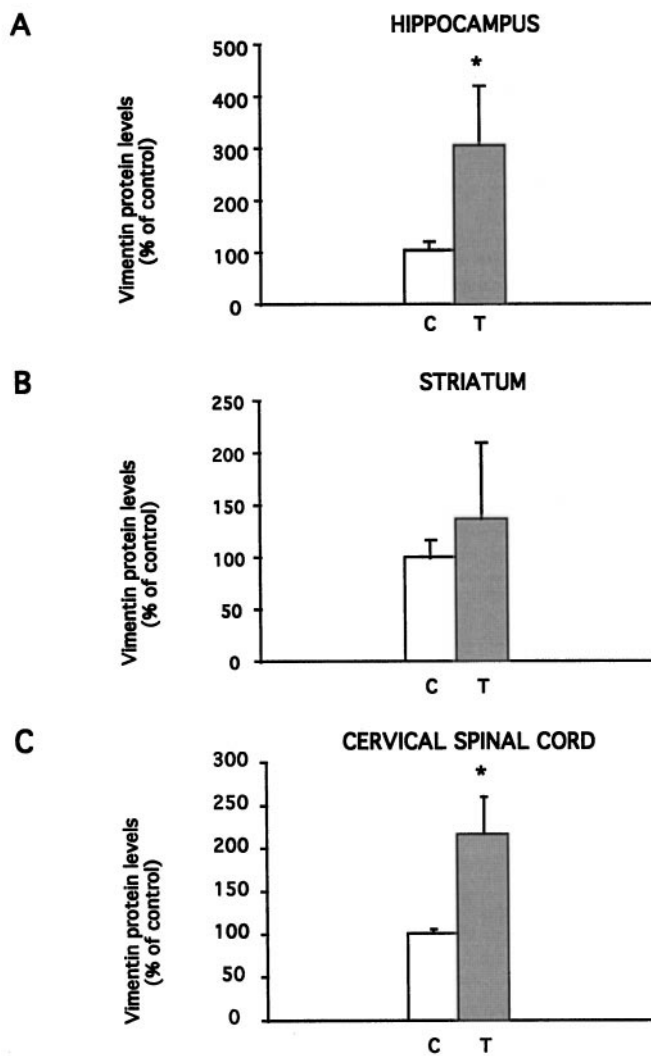 A
HIPPOCAMPUS
Vimentin protein levels
(% of control)
500
400
300
200
100
0
*
C T
B
STRIATUM
Vimentin protein levels
(% of control)
250
200
150
100
50
0
C T
C
CERVICAL SPINAL CORD
Vimentin protein levels
(% of control)
300
250
200
150
100
50
0
*
C T